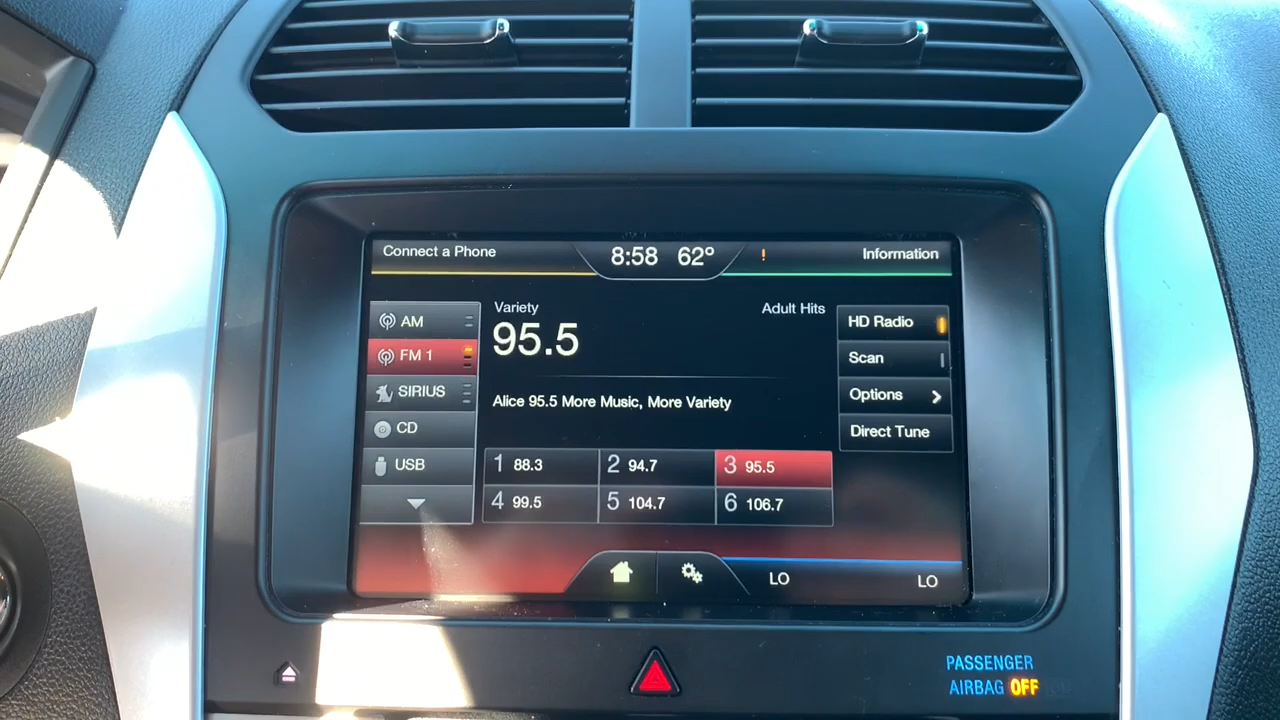 Connect a Phone
8:58 62°
!
Information
AM
FM 1
SIRIUS
CD
USB
Variety
Adult Hits
95.5
Alice 95.5 More Music, More Variety
1 88.3
2 94.7
3 95.5
4 99.5
5 104.7
6 106.7
HD Radio
Scan
Options
Direct Tune
LO
LO
PASSENGER
AIRBAG OFF